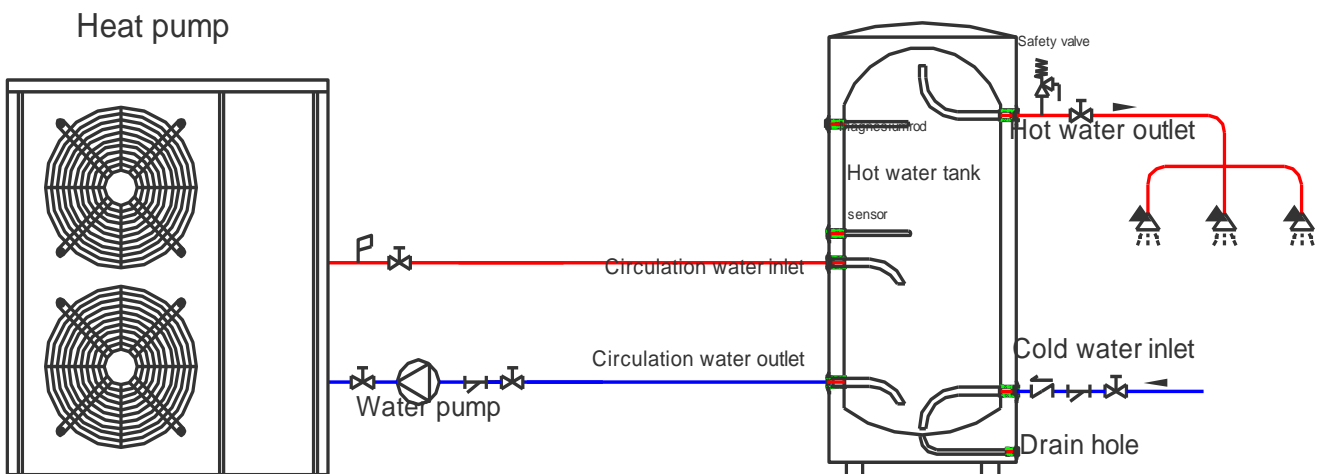 Heat pump
Safety valve
Hot water outlet
Magnesiumrod
Hot water tank
sensor
Circulation water inlet
Circulation water outlet
Cold water inlet
Water pump
Drain hole